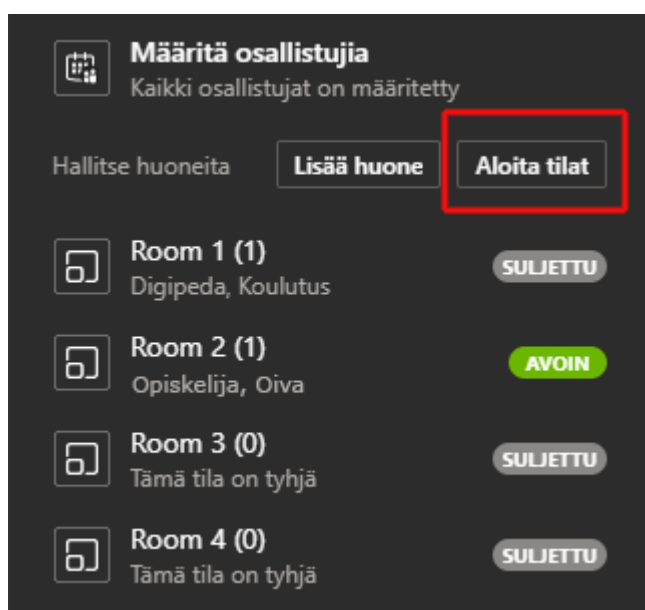 Määritä osallistujia
Kaikki osallistujat on määritetty
Hallitse huoneita Lisää huone Aloita tilat
Room 1 (1) SULJETTU
Digipeda, Koulutus
Room 2 (1) AVOIN
Opiskelija, Oiva
Room 3 (0) SULJETTU
Tämä tila on tyhjä
Room 4 (0) SULJETTU
Tämä tila on tyhjä